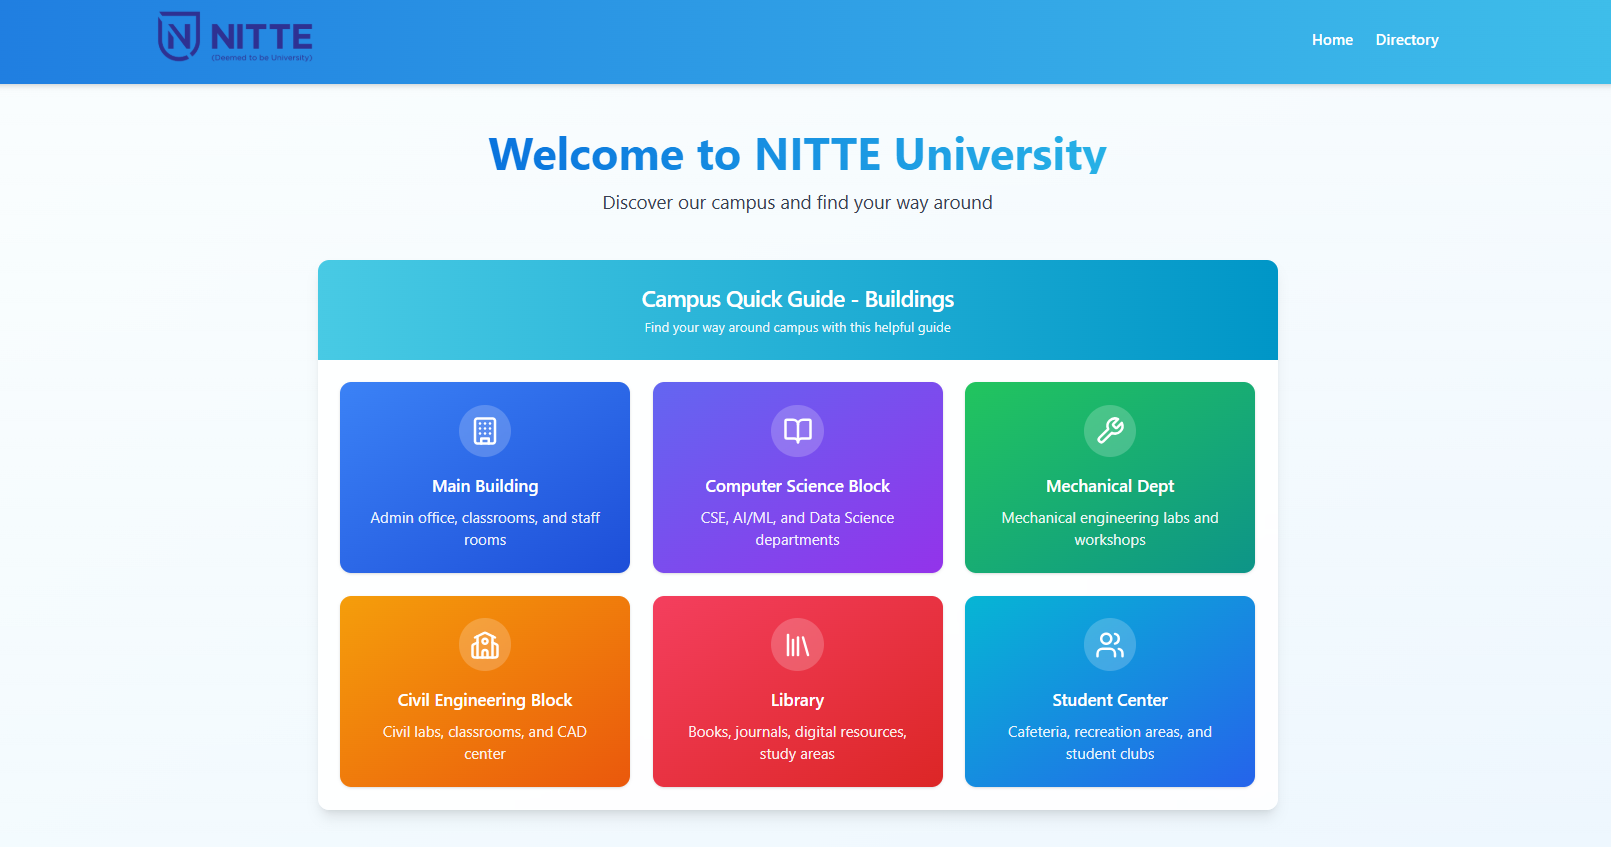 NITTE
(Deemed to be University)
Home
Directory
Welcome to NITTE University
Discover our campus and find your way around
Campus Quick Guide - Buildings
Find your way around campus with this helpful guide
Main Building
Admin office, classrooms, and staff
rooms
Computer Science Block
CSE, AI/ML, and Data Science
departments
Mechanical Dept
Mechanical engineering labs and
workshops
Civil Engineering Block
Civil labs, classrooms, and CAD
center
Library
Books, journals, digital resources,
study areas
Student Center
Cafeteria, recreation areas, and
student clubs